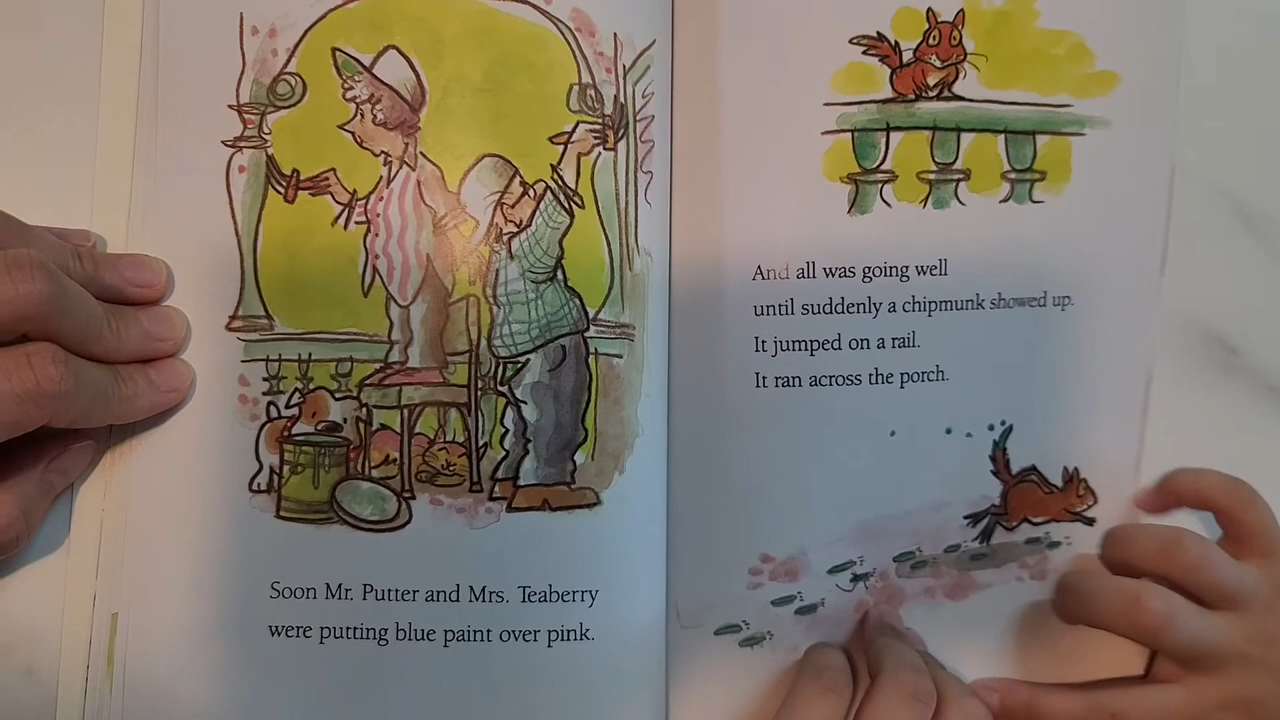 Soon Mr. Putter and Mrs. Teaberry
were putting blue paint over pink.
And all was going well
until suddenly a chipmunk showed up.
It jumped on a rail.
It ran across the porch.